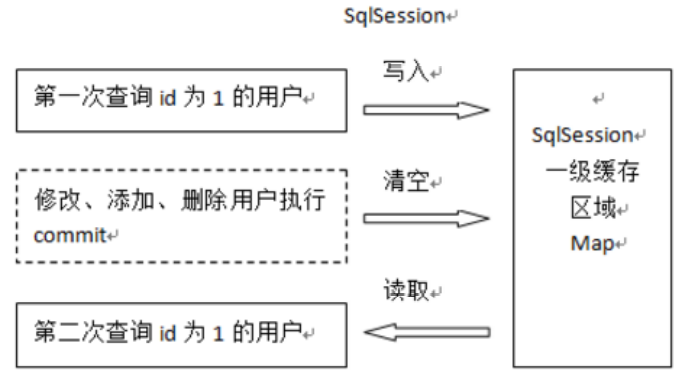 SqlSession
写入
第一次查询 id 为 1 的用户
SqlSession
一级缓存
区域
Map
清空
修改、添加、删除用户执行
commit
读取
第二次查询 id 为 1 的用户